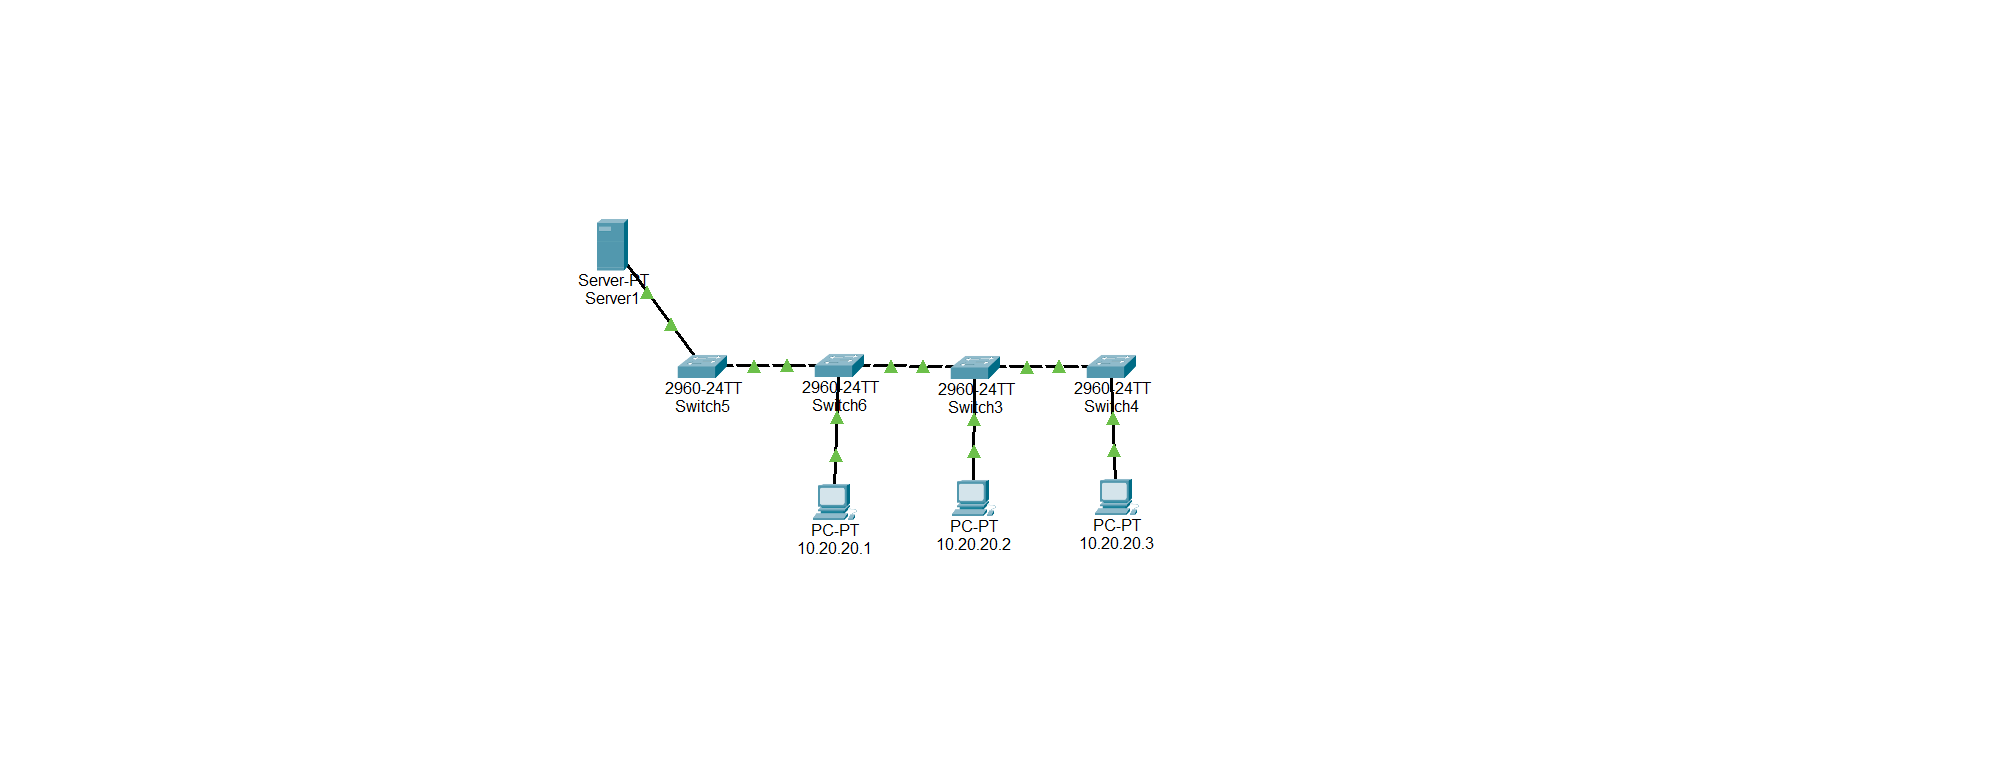 Server-PT
Server1
2960-24TT
Switch5
2960-24TT
Switch6
2960-24TT
Switch3
2960-24TT
Switch4
PC-PT
10.20.20.1
PC-PT
10.20.20.2
PC-PT
10.20.20.3